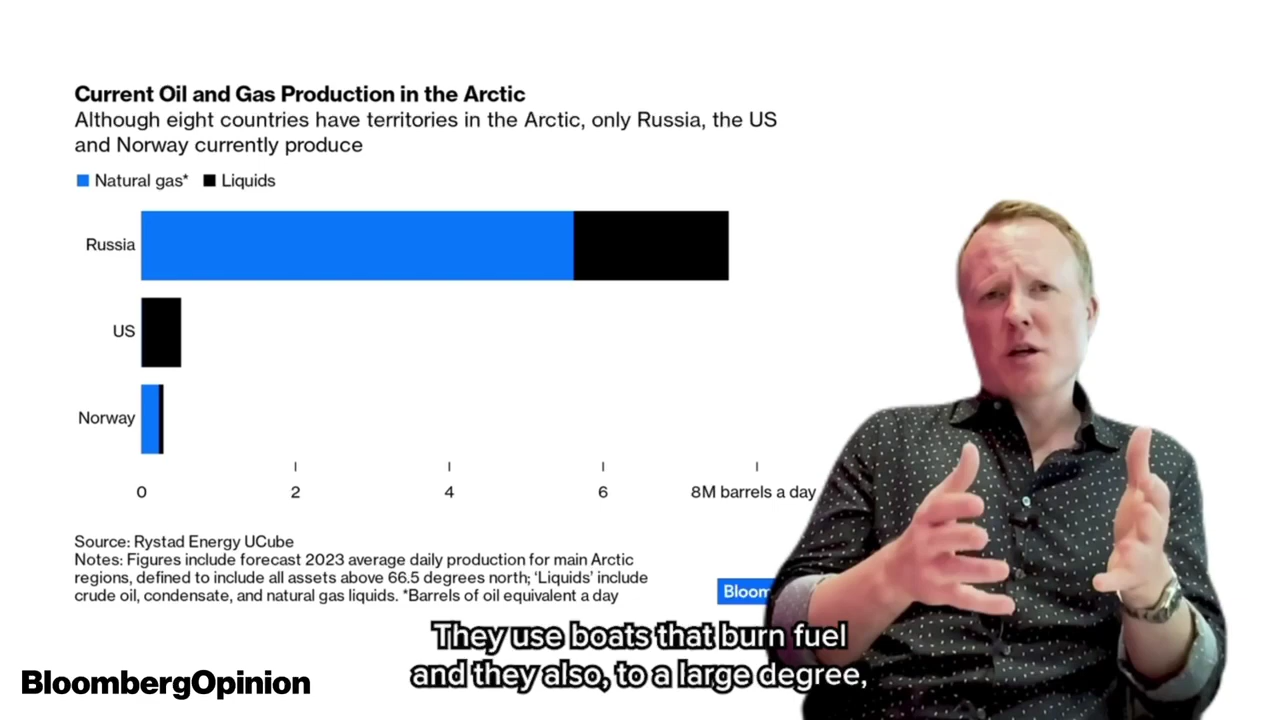 Current Oil and Gas Production in the Arctic
Although eight countries have territories in the Arctic, only Russia, the US
and Norway currently produce
Natural gas* Liquids
Russia
US
Norway
0 2 4 6 8M barrels a day
Source: Rystad Energy UCube
Notes: Figures include forecast 2023 average daily production for main Arctic
regions, defined to include all assets above 66.5 degrees north; ‘Liquids’ include
crude oil, condensate, and natural gas liquids. *Barrels of oil equivalent a day
Bloom
They use boats that burn fuel
and they also, to a large degree,
BloombergOpinion